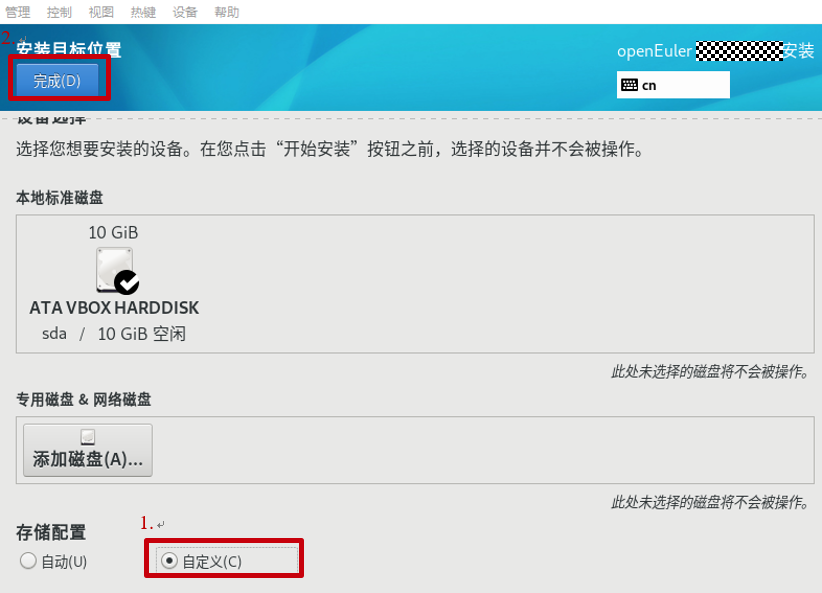 管理 控制 视图 热键 设备 帮助
2.
安装目标位置
openEuler 安装
完成(D)
cn
设备选择
选择您想要安装的设备。在您点击“开始安装”按钮之前，选择的设备并不会被操作。
本地标准磁盘
10 GiB
ATA VBOX HARDDISK
sda / 10 GiB 空闲
此处未选择的磁盘将不会被操作。
专用磁盘 & 网络磁盘
添加磁盘(A)...
此处未选择的磁盘将不会被操作。
1.
存储配置
自动(U) 自定义(C)